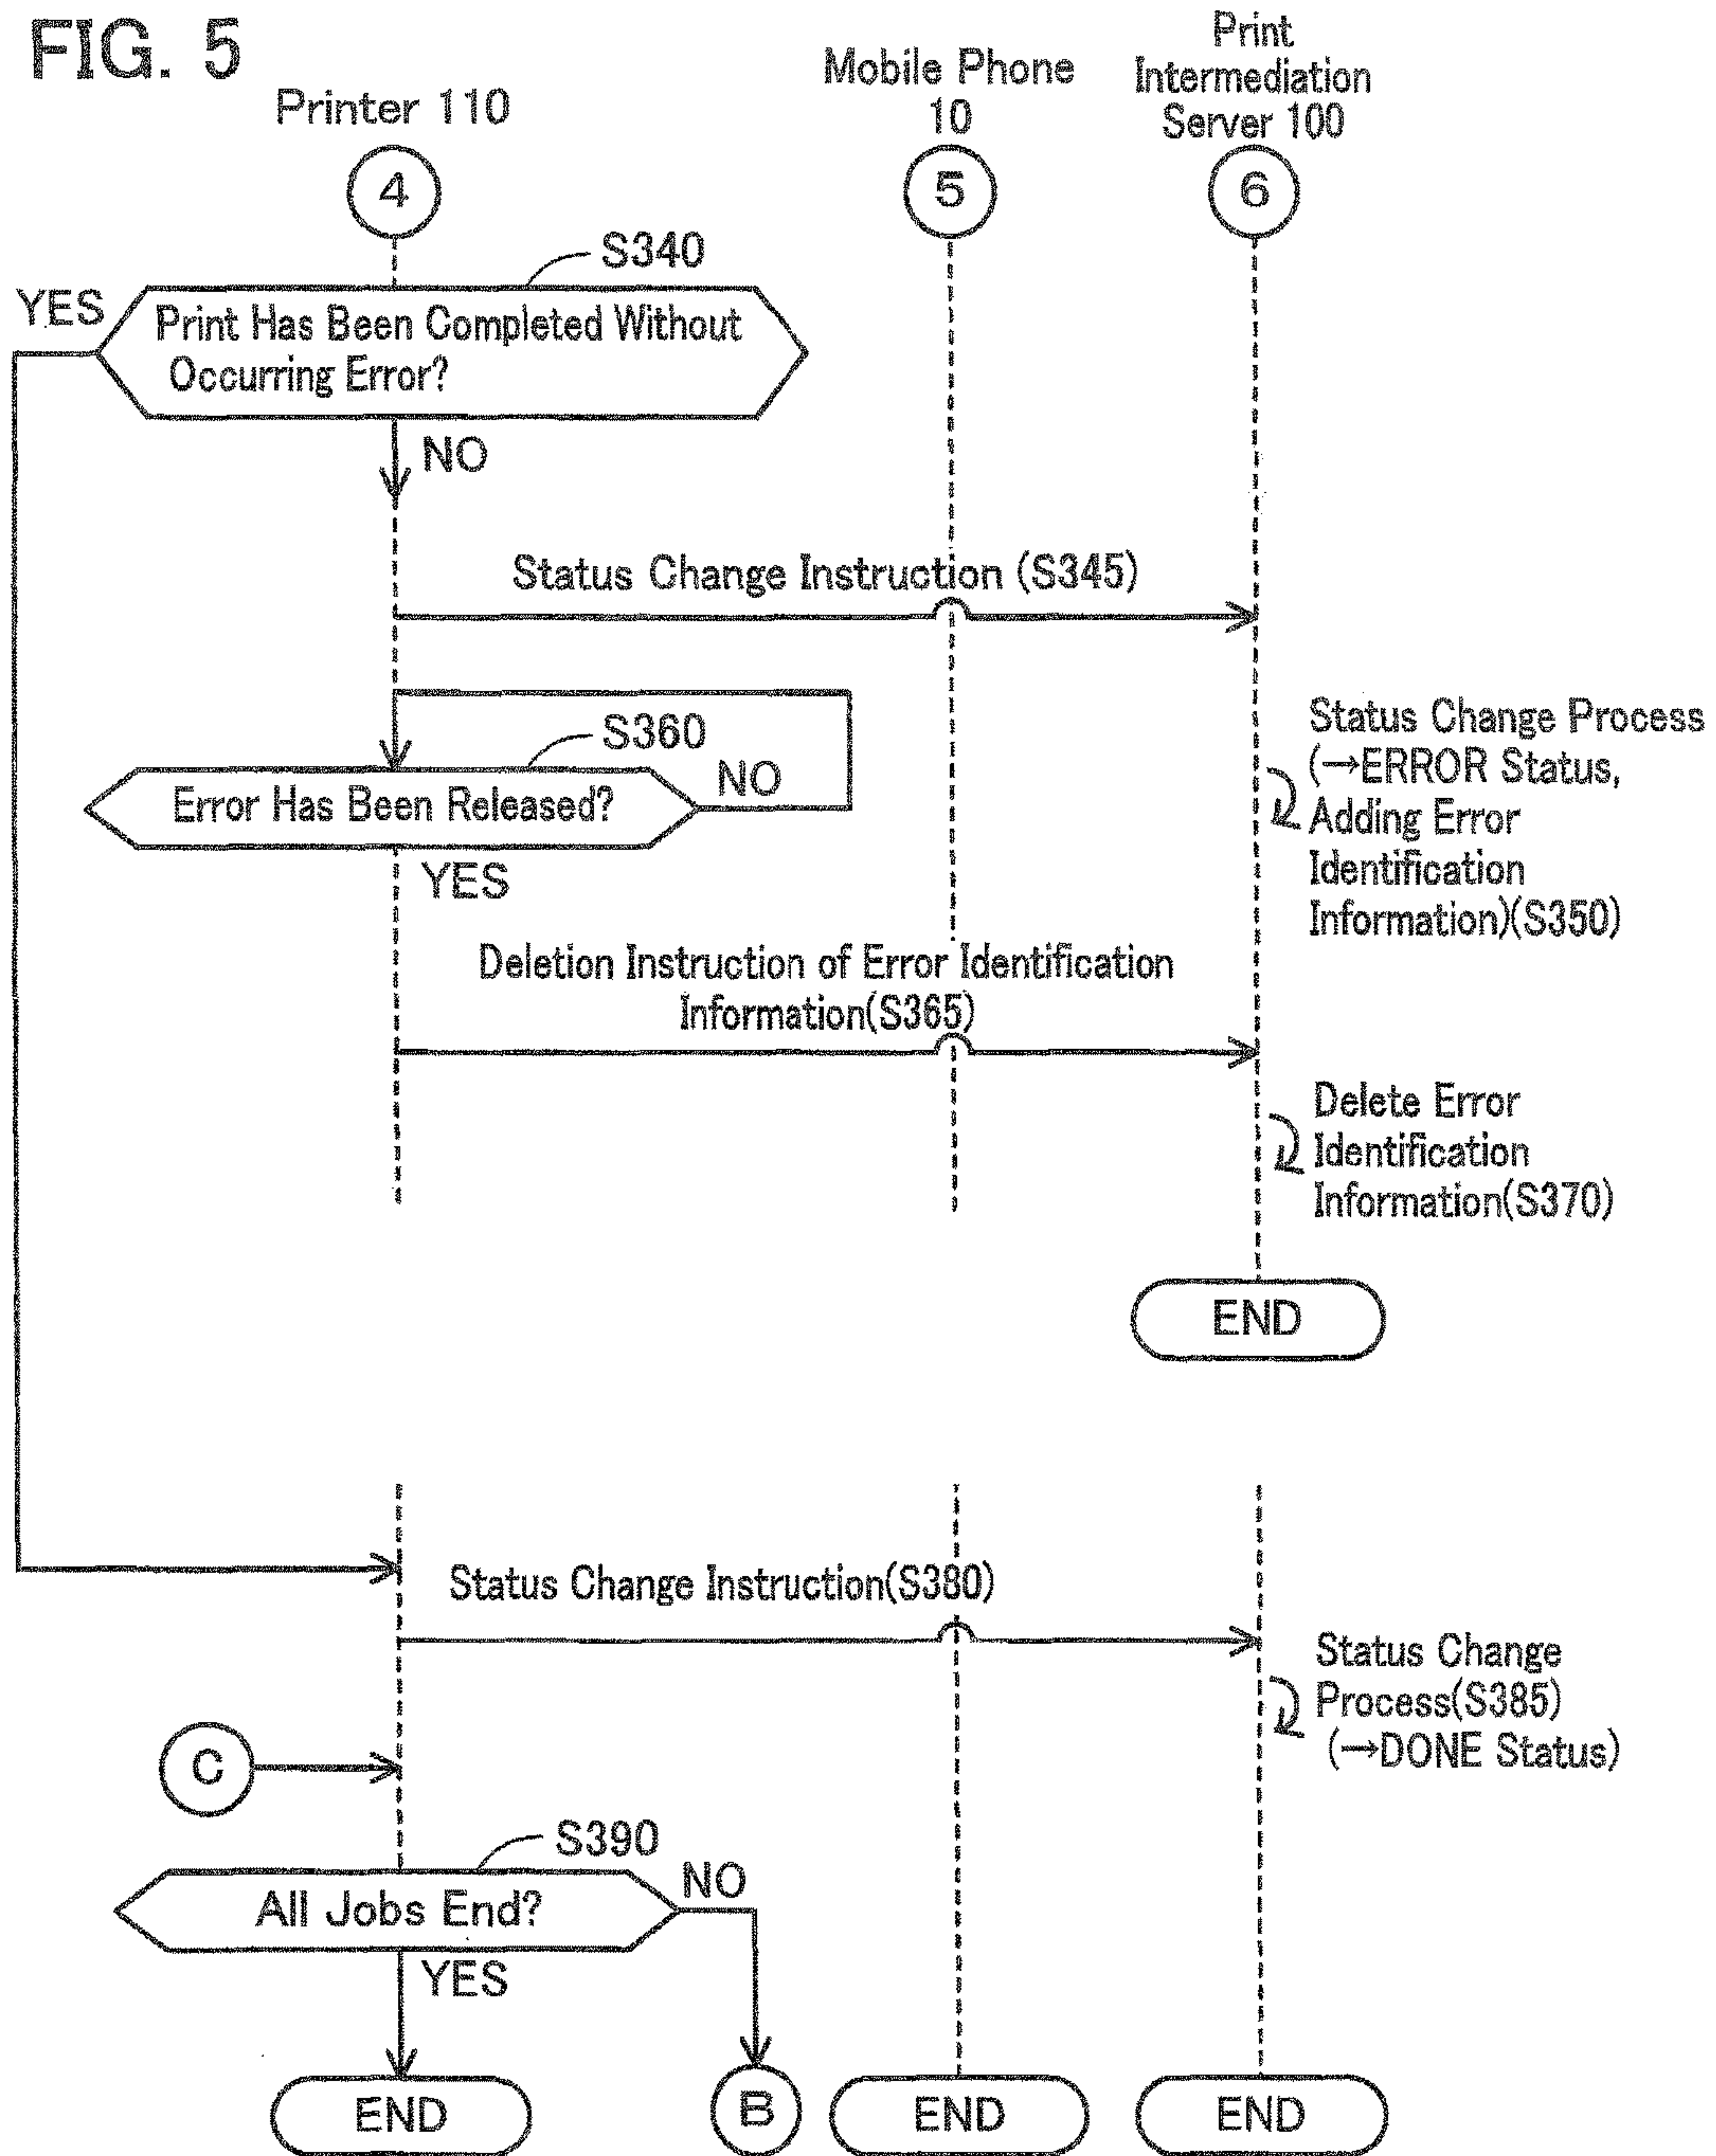 FIG. 5
Printer 110
Mobile Phone
10
Print
Intermediation
Server 100
4
5
6
S340
YES
Print Has Been Completed Without
Occurring Error?
NO
Status Change Instruction (S345)
S360
Error Has Been Released?
NO
YES
Status Change Process
(→ERROR Status,
Adding Error
Identification
Information)(S350)
Deletion Instruction of Error Identification
Information(S365)
Delete Error
Identification
Information(S370)
END
Status Change Instruction(S380)
Status Change
Process(S385)
(→DONE Status)
C
S390
All Jobs End?
NO
YES
END
B
END
END